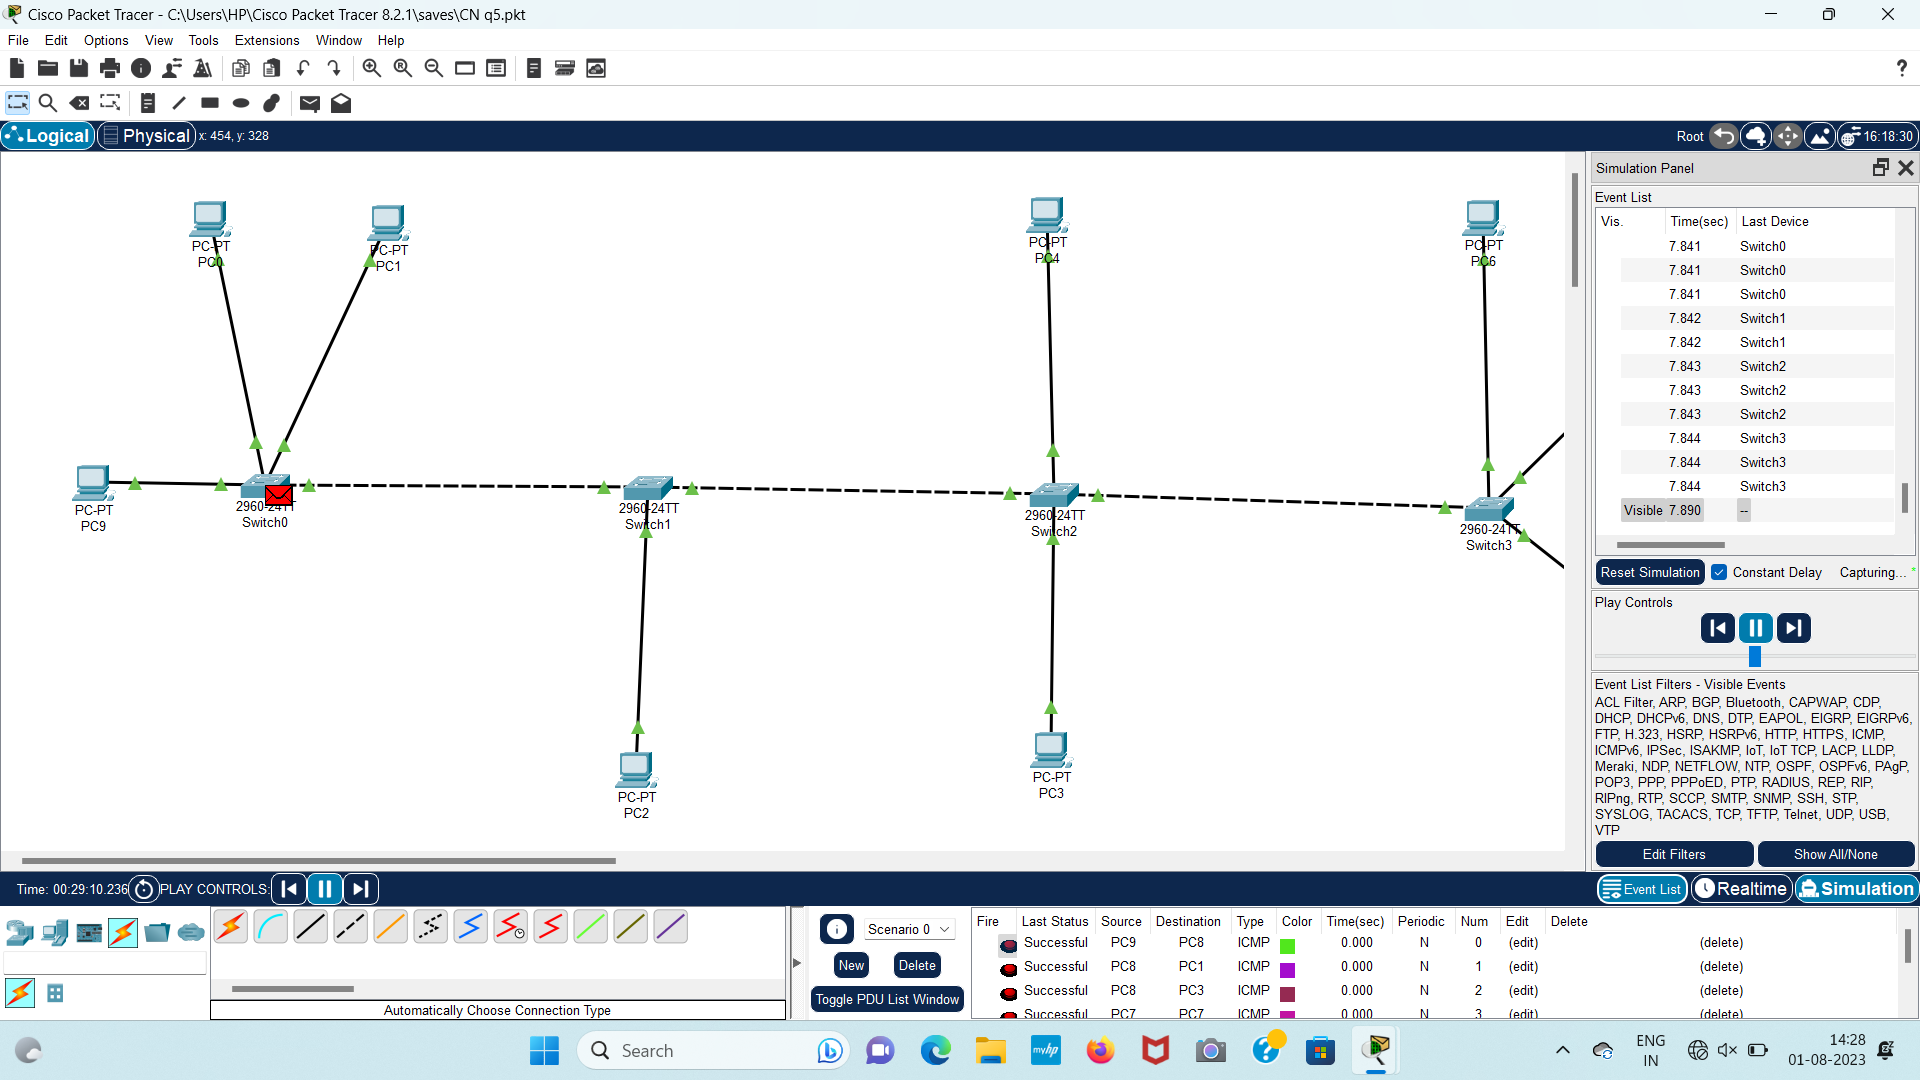 Cisco Packet Tracer - C:\Users\HP\Cisco Packet Tracer 8.2.1\saves\CN q5.pkt
File Edit Options View Tools Extensions Window Help
?
Logical Physical x: 454, y: 328 Root 16:18:30
PC-PT
PC0
PC-PT
PC1
PC-PT
PC4
PC-PT
PC6
PC-PT
PC9
2960-24TT
Switch0
2960-24TT
Switch1
2960-24TT
Switch2
2960-24TT
Switch3
PC-PT
PC2
PC-PT
PC3
Simulation Panel
Event List
Vis. Time(sec) Last Device
7.841 Switch0
7.841 Switch0
7.841 Switch0
7.842 Switch1
7.842 Switch1
7.843 Switch2
7.843 Switch2
7.843 Switch2
7.844 Switch3
7.844 Switch3
7.844 Switch3
Visible 7.890 --
Reset Simulation Constant Delay Capturing...
Play Controls
Event List Filters - Visible Events
ACL Filter, ARP, BGP, Bluetooth, CAPWAP, CDP,
DHCP, DHCPv6, DNS, DTP, EAPOL, EIGRP, EIGRPv6,
FTP, H.323, HSRP, HSRPv6, HTTP, HTTPS, ICMP,
ICMPv6, IPSec, ISAKMP, IoT, IoT TCP, LACP, LLDP,
Meraki, NDP, NETFLOW, NTP, OSPF, OSPFv6, PAgP,
POP3, PPP, PPPoED, PTP, RADIUS, REP, RIP,
RIPng, RTP, SCCP, SMTP, SNMP, SSH, STP,
SYSLOG, TACACS, TCP, TFTP, Telnet, UDP, USB,
VTP
Edit Filters Show All/None
Time: 00:29:10.236 PLAY CONTROLS: Event List Realtime Simulation
Automatically Choose Connection Type
Scenario 0
New Delete
Toggle PDU List Window
Fire Last Status Source Destination Type Color Time(sec) Periodic Num Edit Delete
Successful PC9 PC8 ICMP 0.000 N 0 (edit) (delete)
Successful PC8 PC1 ICMP 0.000 N 1 (edit) (delete)
Successful PC8 PC3 ICMP 0.000 N 2 (edit) (delete)
Successful PC7 PC7 ICMP 0.000 N 3 (edit) (delete)
Search
myhp
ENG
IN
14:28
01-08-2023